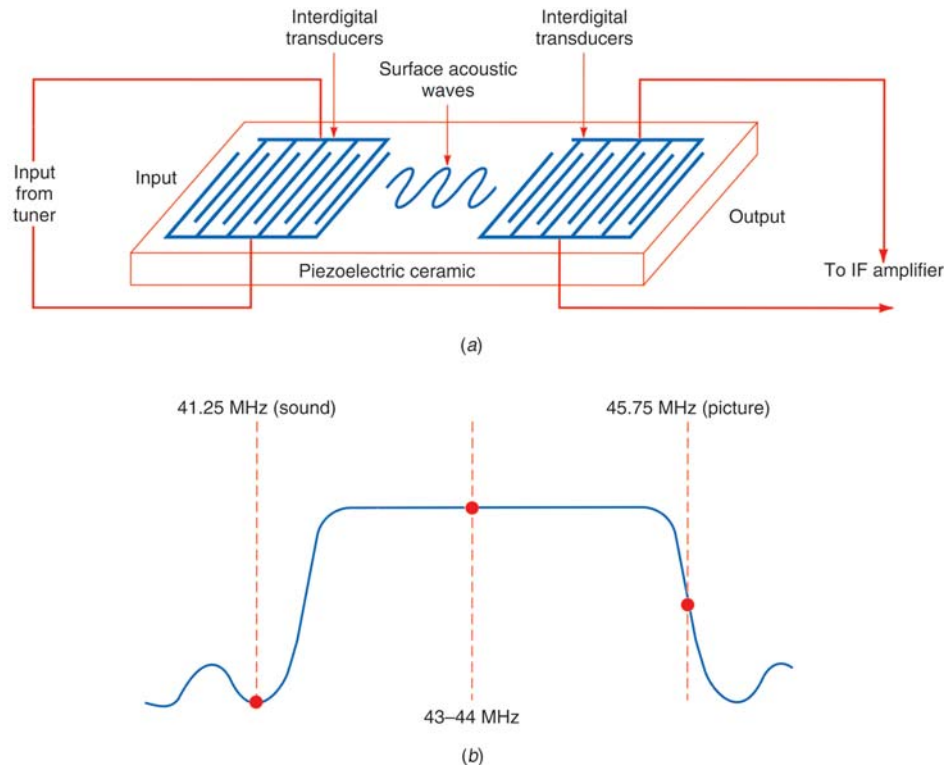 Interdigital
transducers
Interdigital
transducers
Surface acoustic
waves
Input
from
tuner
Input
Output
Piezoelectric ceramic
To IF amplifier
(a)
41.25 MHz (sound)
45.75 MHz (picture)
43–44 MHz
(b)